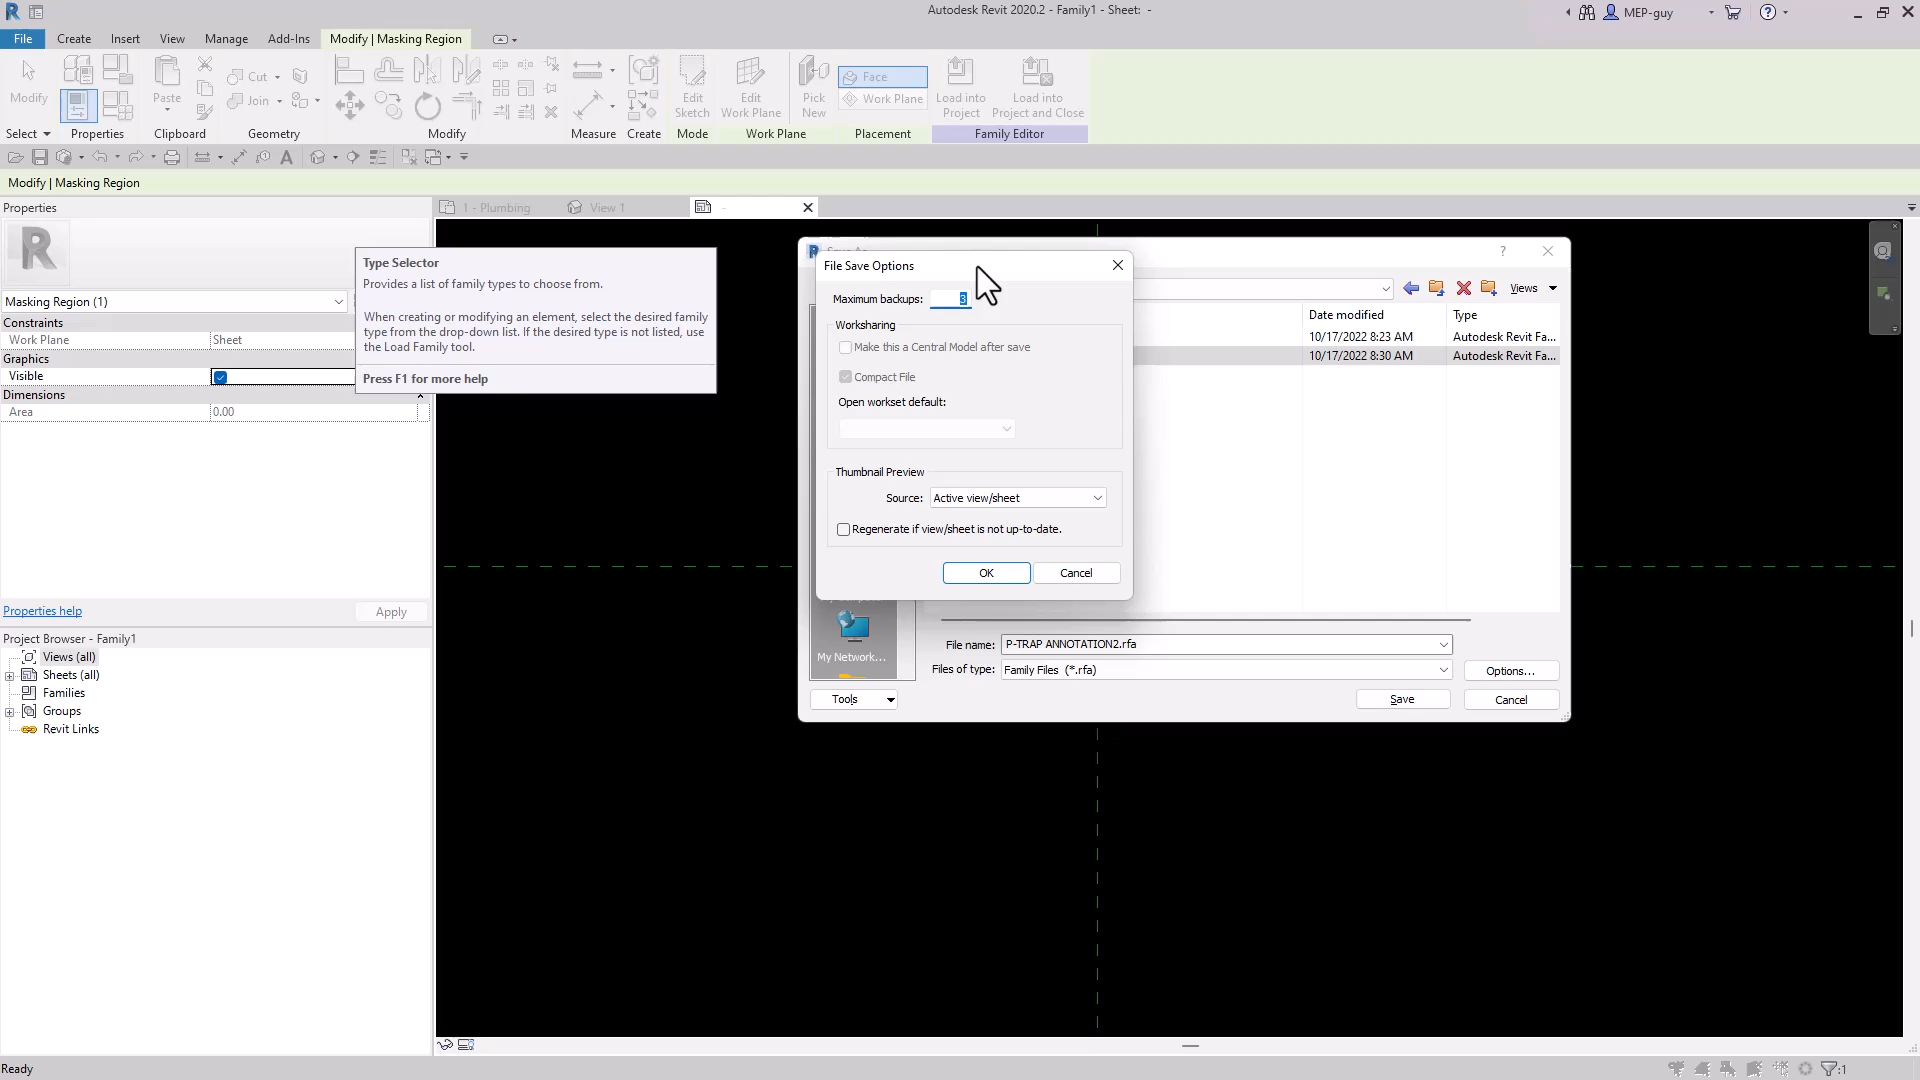 Autodesk Revit 2020.2 - Family1 - Sheet: -
MEP-guy
File
Create
Insert
View
Manage
Add-Ins
Modify | Masking Region
Modify
Paste
Cut
Join
Edit
Sketch
Edit
Work Plane
Pick
New
Face
Work Plane
Load into
Project
Load into
Project and Close
Select
Properties
Clipboard
Geometry
Modify
Measure
Create
Mode
Work Plane
Placement
Family Editor
Modify | Masking Region
Properties
1 - Plumbing
View 1
-
Masking Region (1)
Constraints
Work Plane
Sheet
Graphics
Visible
Dimensions
Area
0.00
Properties help
Apply
Type Selector
Provides a list of family types to choose from.
When creating or modifying an element, select the desired family
type from the drop-down list. If the desired type is not listed, use
the Load Family tool.
Press F1 for more help
Project Browser - Family1
Views (all)
Sheets (all)
Families
Groups
Revit Links
Views
Date modified
Type
10/17/2022 8:23 AM
Autodesk Revit Fa...
10/17/2022 8:30 AM
Autodesk Revit Fa...
File Save Options
Maximum backups:
3
Worksharing
Make this a Central Model after save
Compact File
Open workset default:
Thumbnail Preview
Source:
Active view/sheet
Regenerate if view/sheet is not up-to-date.
OK
Cancel
My Network...
File name:
P-TRAP ANNOTATION2.rfa
Files of type:
Family Files (*.rfa)
Options...
Tools
Save
Cancel
Ready
:1